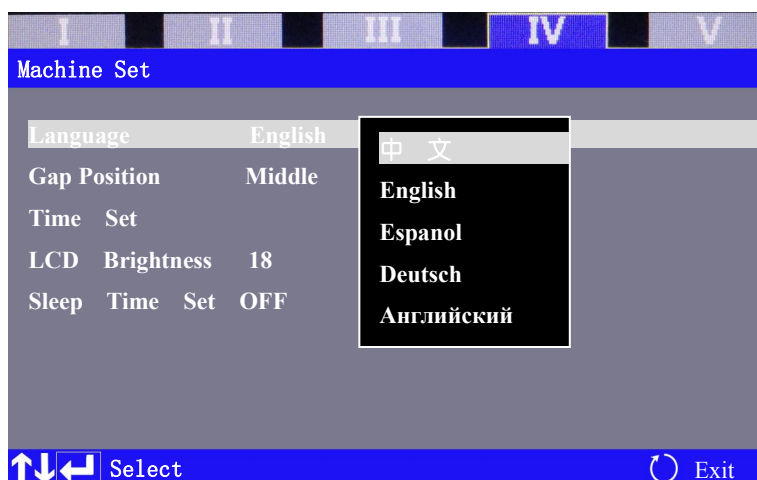 I II III IV V
Machine Set
Language English
Gap Position Middle
Time Set
LCD Brightness 18
Sleep Time Set OFF
中 文
English
Espanol
Deutsch
Английский
Select Exit